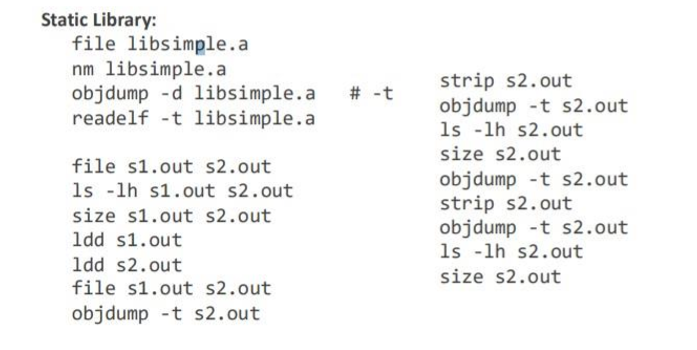 Static Library:
file libsimple.a
nm libsimple.a
objdump -d libsimple.a # -t
readelf -t libsimple.a
file s1.out s2.out
ls -lh s1.out s2.out
size s1.out s2.out
ldd s1.out
ldd s2.out
file s1.out s2.out
objdump -t s2.out
strip s2.out
objdump -t s2.out
ls -lh s2.out
size s2.out
objdump -t s2.out
strip s2.out
objdump -t s2.out
ls -lh s2.out
size s2.out